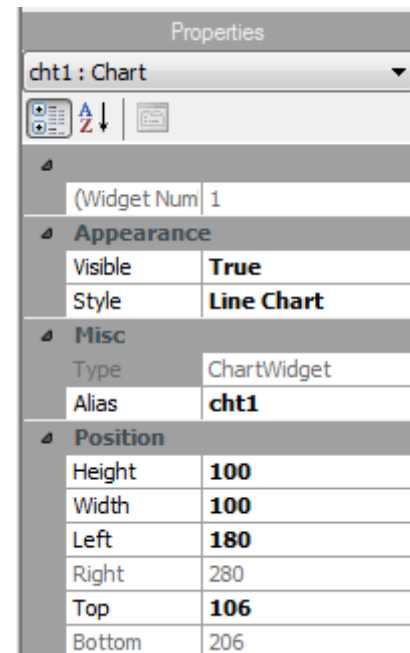 Properties
cht1 : Chart
A Z
(Widget Num 1
Appearance
Visible True
Style Line Chart
Misc
Type ChartWidget
Alias cht1
Position
Height 100
Width 100
Left 180
Right 280
Top 106
Bottom 206